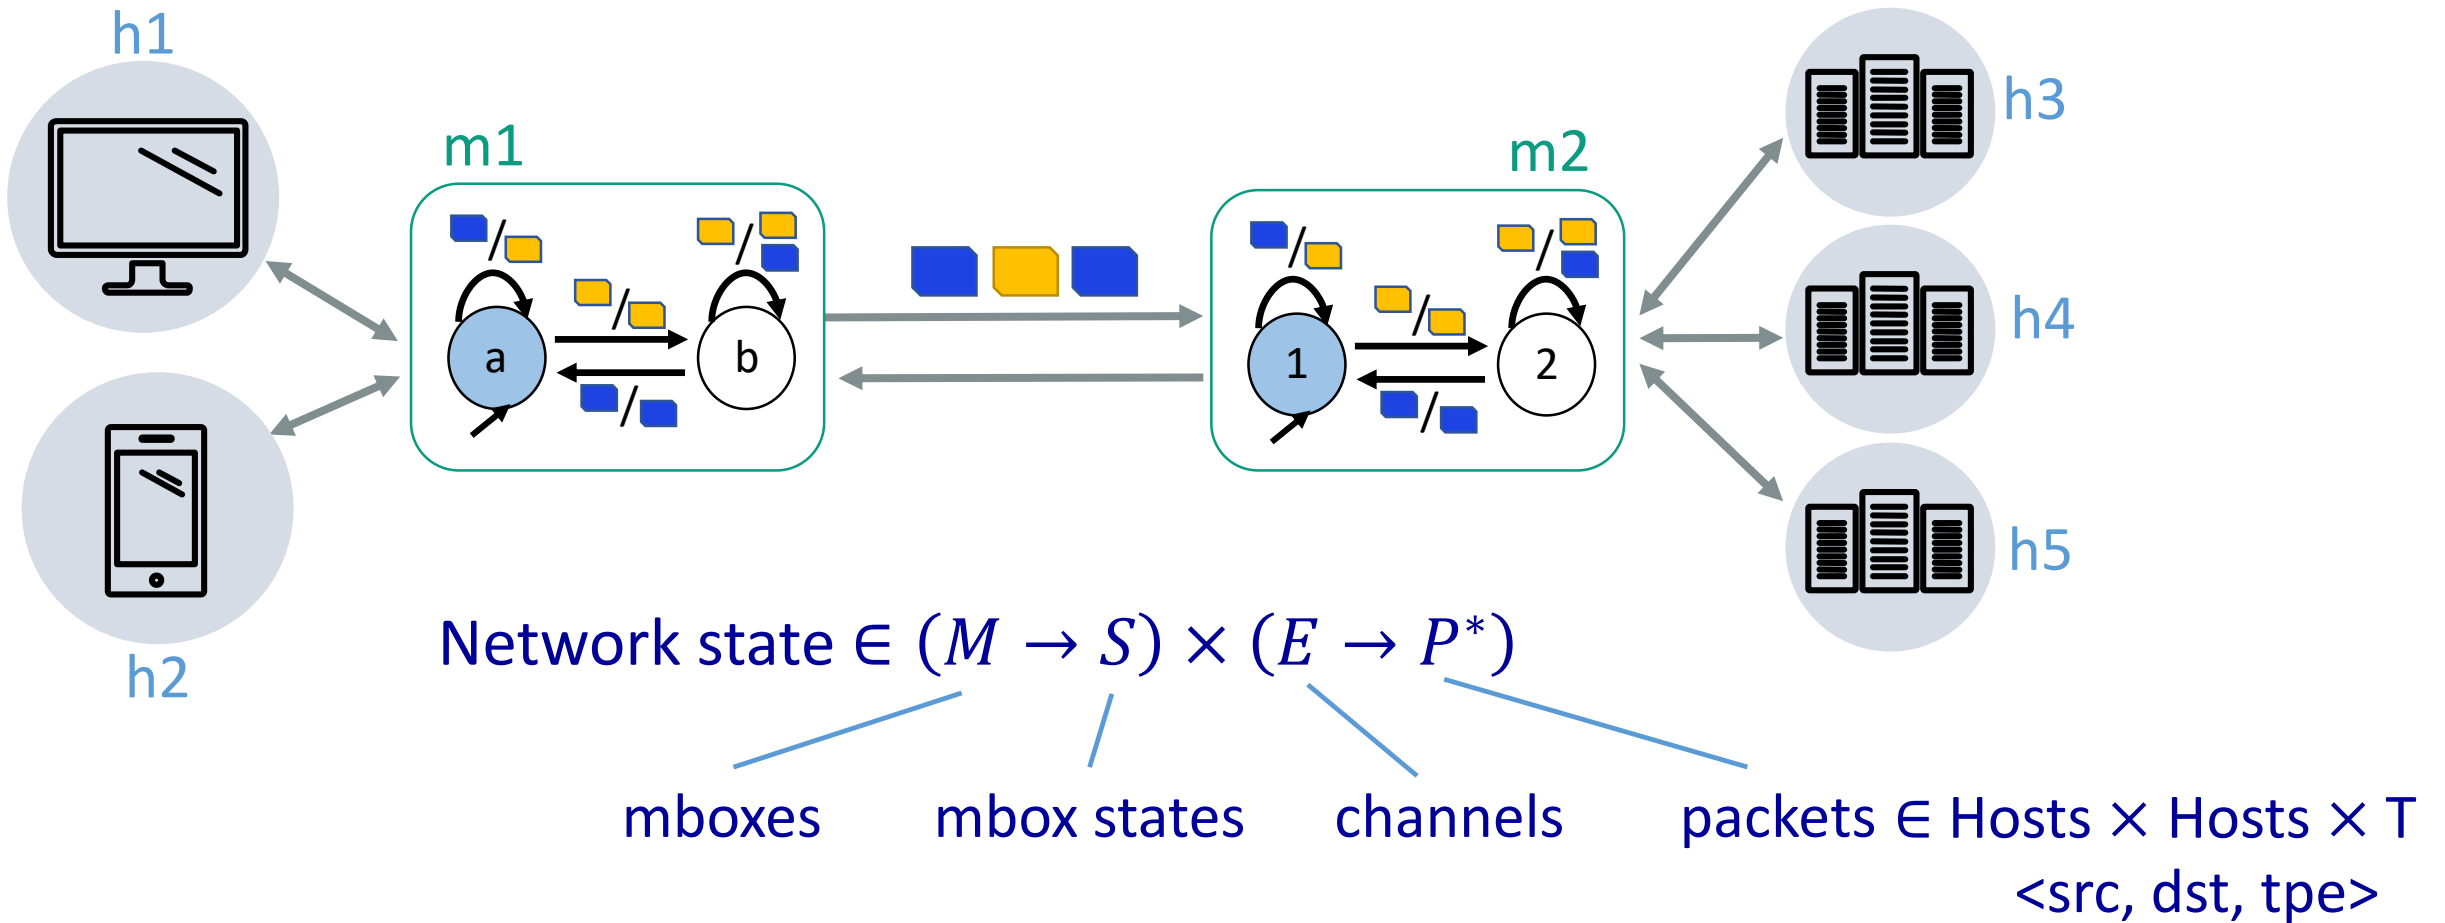 h1
h2
m1
/
/
/
a
b
/
m2
/
/
/
1
2
/
h3
h4
h5
Network state ∈ (M → S) × (E → P*)
mboxes
mbox states
channels
packets ∈ Hosts × Hosts × T
<src, dst, tpe>